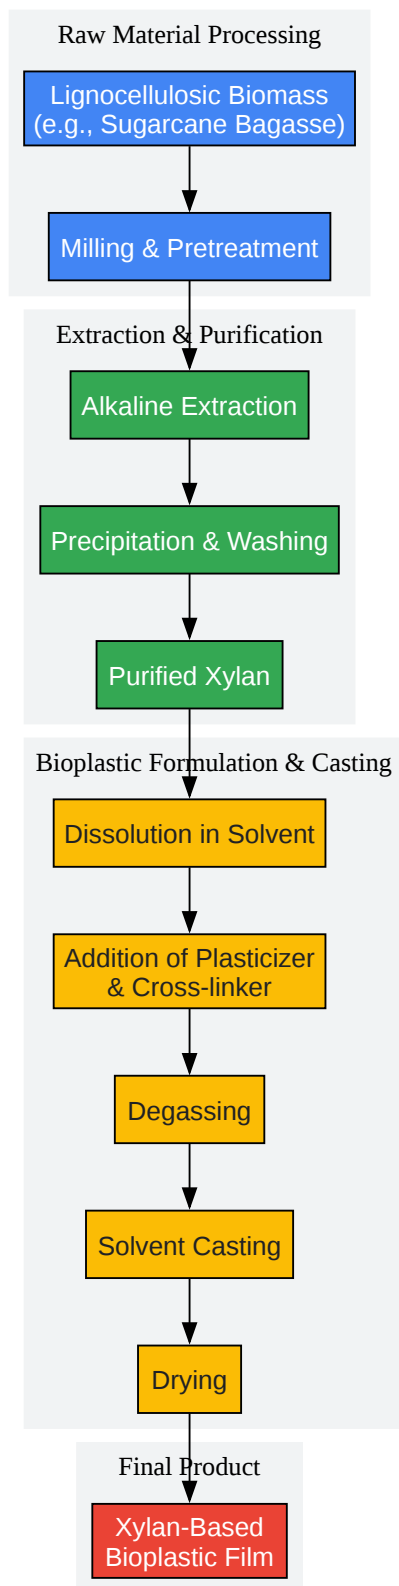 Raw Material Processing
Lignocellulosic Biomass
(e.g., Sugarcane Bagasse)
Milling & Pretreatment
Extraction & Purification
Alkaline Extraction
Precipitation & Washing
Purified Xylan
Bioplastic Formulation & Casting
Dissolution in Solvent
Addition of Plasticizer
& Cross-linker
Degassing
Solvent Casting
Drying
Final Product
Xylan-Based
Bioplastic Film